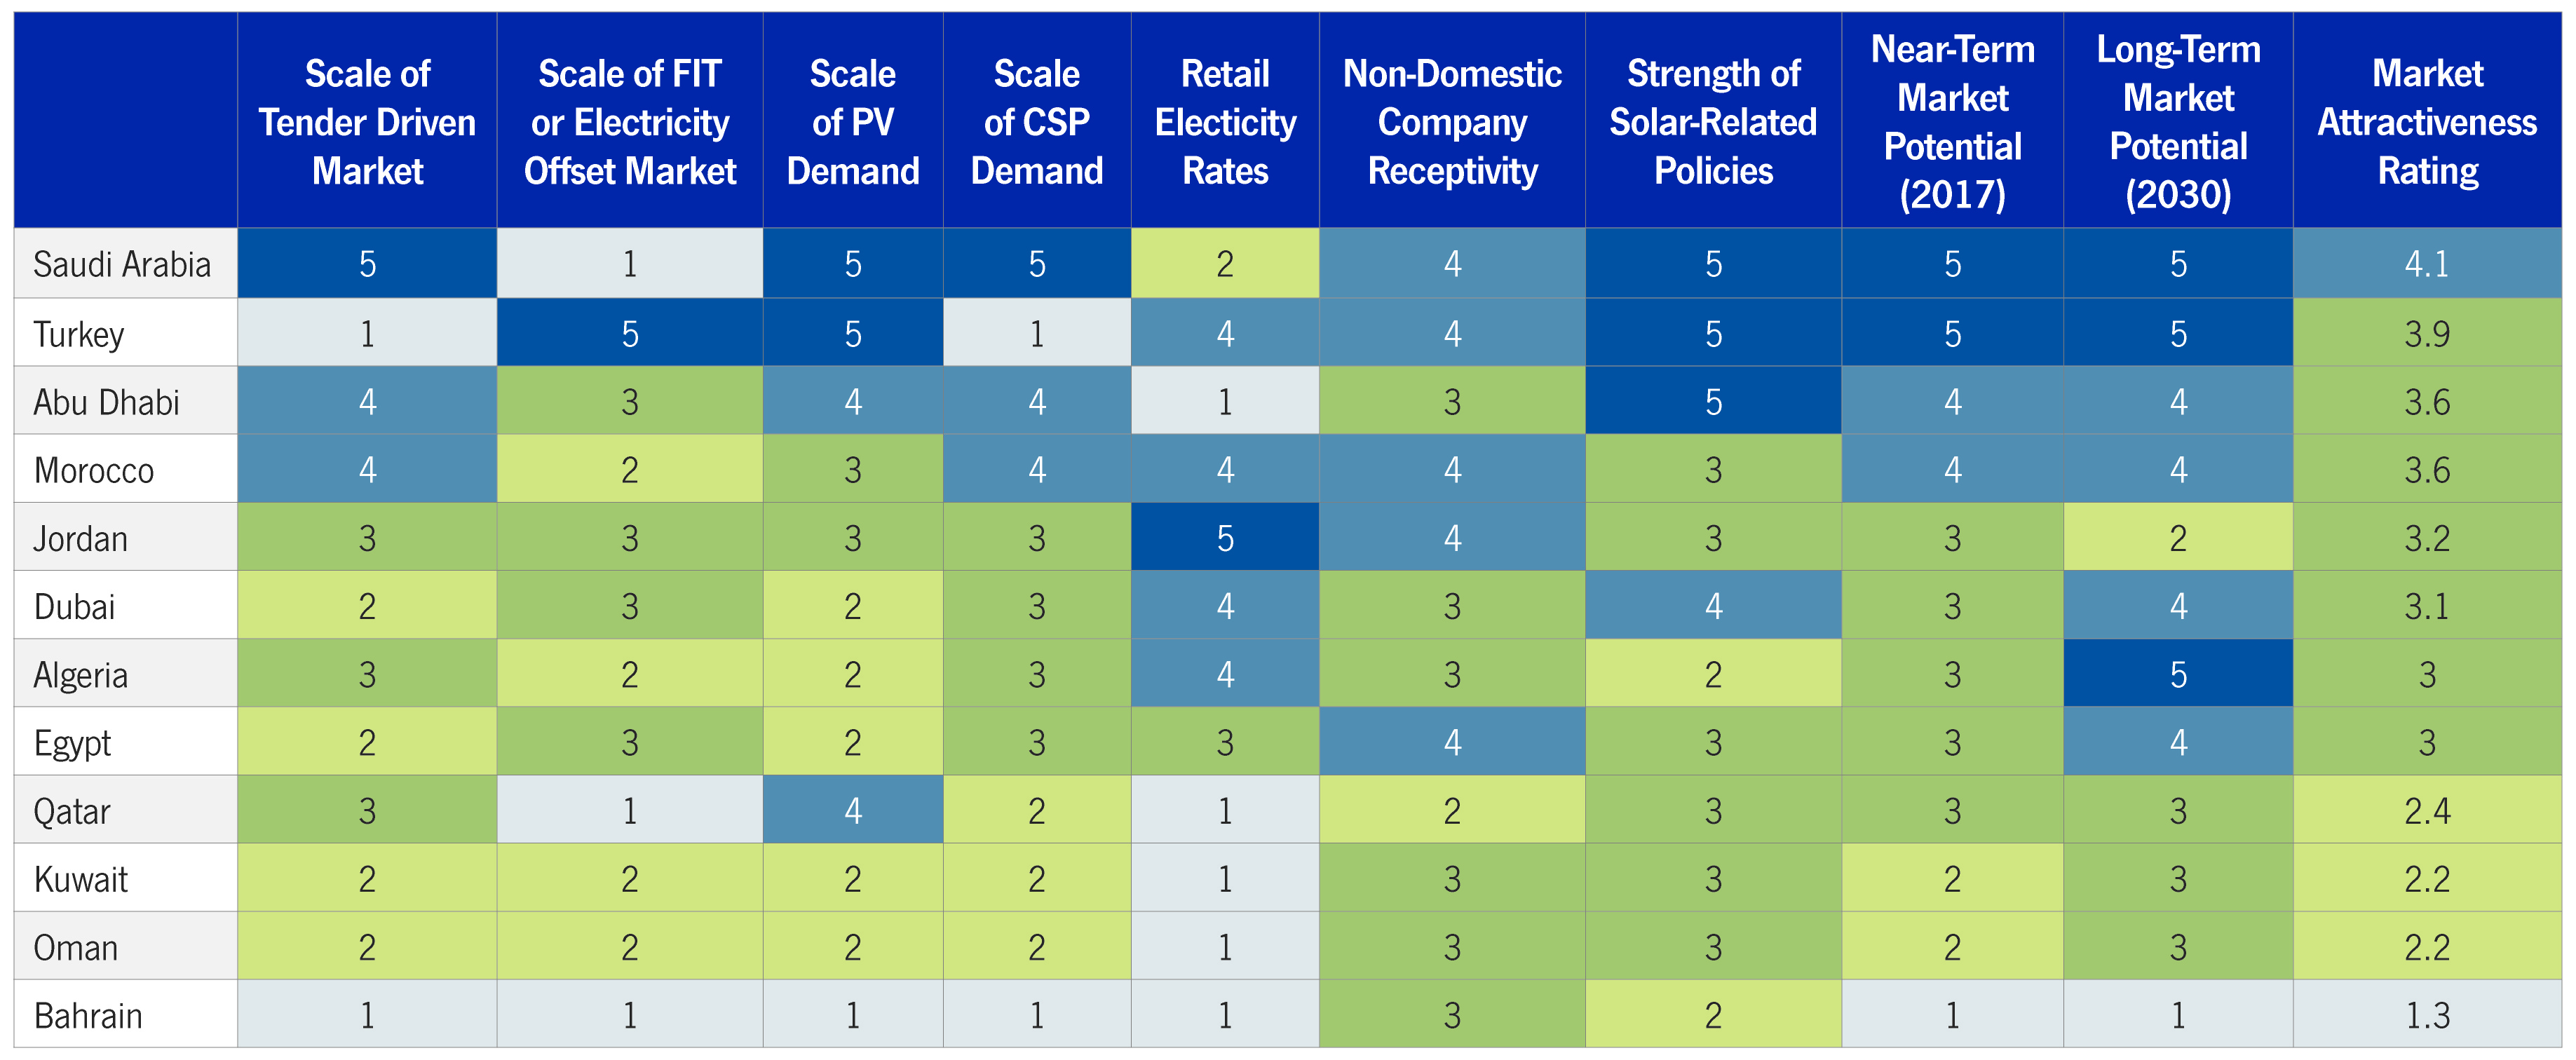 Scale of Tender Driven Market | Scale of FIT or Electricity Offset Market | Scale of PV Demand | Scale of CSP Demand | Retail Electicity Rates | Non-Domestic Company Receptivity | Strength of Solar-Related Policies | Near-Term Market Potential (2017) | Long-Term Market Potential (2030) | Market Attractiveness Rating
Saudi Arabia 5 1 5 5 2 4 5 5 5 4.1
Turkey 1 5 5 1 4 4 5 5 5 3.9
Abu Dhabi 4 3 4 4 1 3 5 4 4 3.6
Morocco 4 2 3 4 4 4 3 4 4 3.6
Jordan 3 3 3 3 5 4 3 3 2 3.2
Dubai 2 3 2 3 4 3 4 3 4 3.1
Algeria 3 2 2 3 4 3 2 3 5 3
Egypt 2 3 2 3 3 4 3 3 4 3
Qatar 3 1 4 2 1 2 3 3 3 2.4
Kuwait 2 2 2 2 1 3 3 2 3 2.2
Oman 2 2 2 2 1 3 3 2 3 2.2
Bahrain 1 1 1 1 1 3 2 1 1 1.3